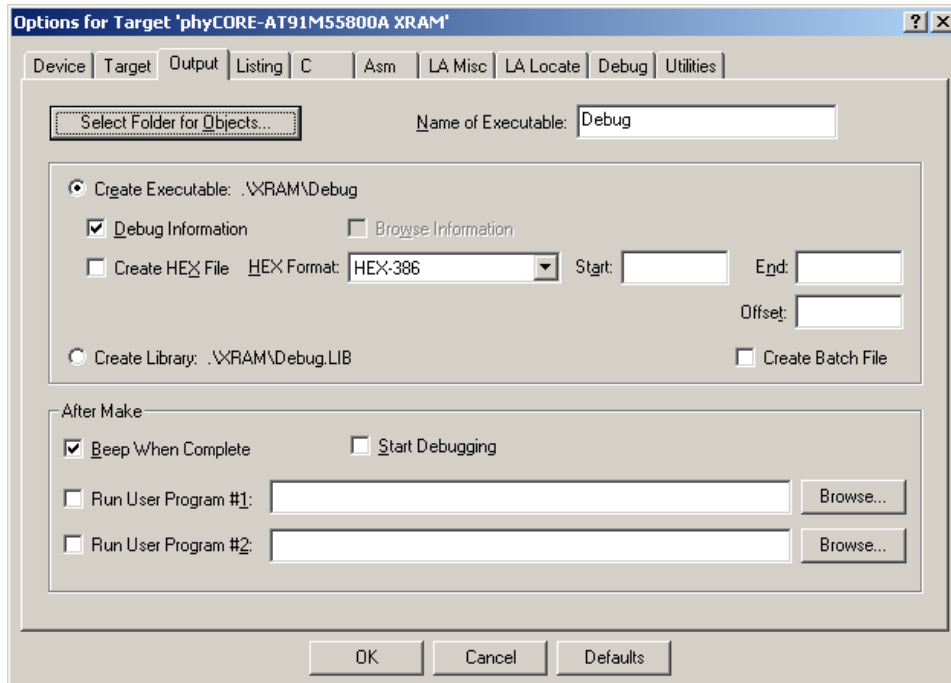 Options for Target 'phyCORE-AT91M55800A XRAM'
Device Target Output Listing C Asm LA Misc LA Locate Debug Utilities
Select Folder for Objects... Name of Executable: Debug
Create Executable: .\XRAM\Debug
Debug Information Browse Information
Create HEX File HEX Format: HEX-386 Start: End:
Offset:
Create Library: .\XRAM\Debug.LIB Create Batch File
After Make
Beep When Complete Start Debugging
Run User Program #1: Browse...
Run User Program #2: Browse...
OK Cancel Defaults